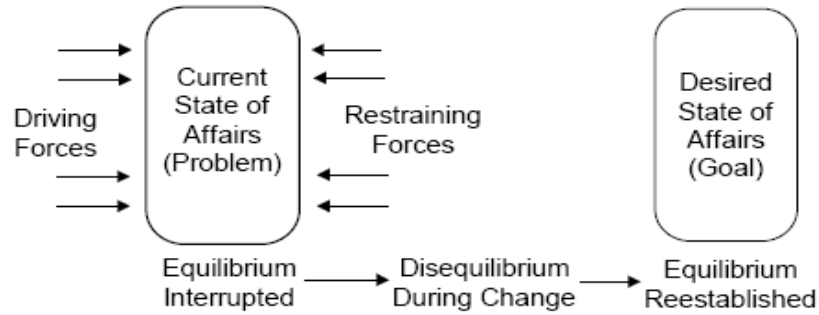 Driving
Forces
Current
State of
Affairs
(Problem)
Restraining
Forces
Desired
State of
Affairs
(Goal)
Equilibrium
Interrupted
Disequilibrium
During Change
Equilibrium
Reestablished